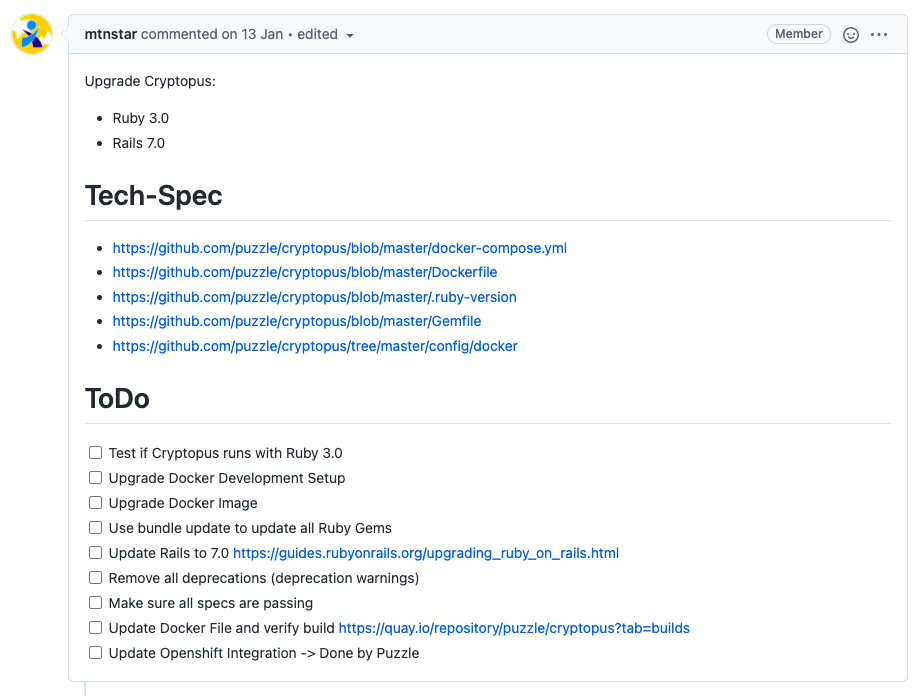 mtnstar commented on 13 Jan • edited
Member
Upgrade Cryptopus:
Ruby 3.0
Rails 7.0
Tech-Spec
https://github.com/puzzle/cryptopus/blob/master/docker-compose.yml
https://github.com/puzzle/cryptopus/blob/master/Dockerfile
https://github.com/puzzle/cryptopus/blob/master/.ruby-version
https://github.com/puzzle/cryptopus/blob/master/Gemfile
https://github.com/puzzle/cryptopus/tree/master/config/docker
ToDo
Test if Cryptopus runs with Ruby 3.0
Upgrade Docker Development Setup
Upgrade Docker Image
Use bundle update to update all Ruby Gems
Update Rails to 7.0 https://guides.rubyonrails.org/upgrading_ruby_on_rails.html
Remove all deprecations (deprecation warnings)
Make sure all specs are passing
Update Docker File and verify build https://quay.io/repository/puzzle/cryptopus?tab=builds
Update Openshift Integration -> Done by Puzzle